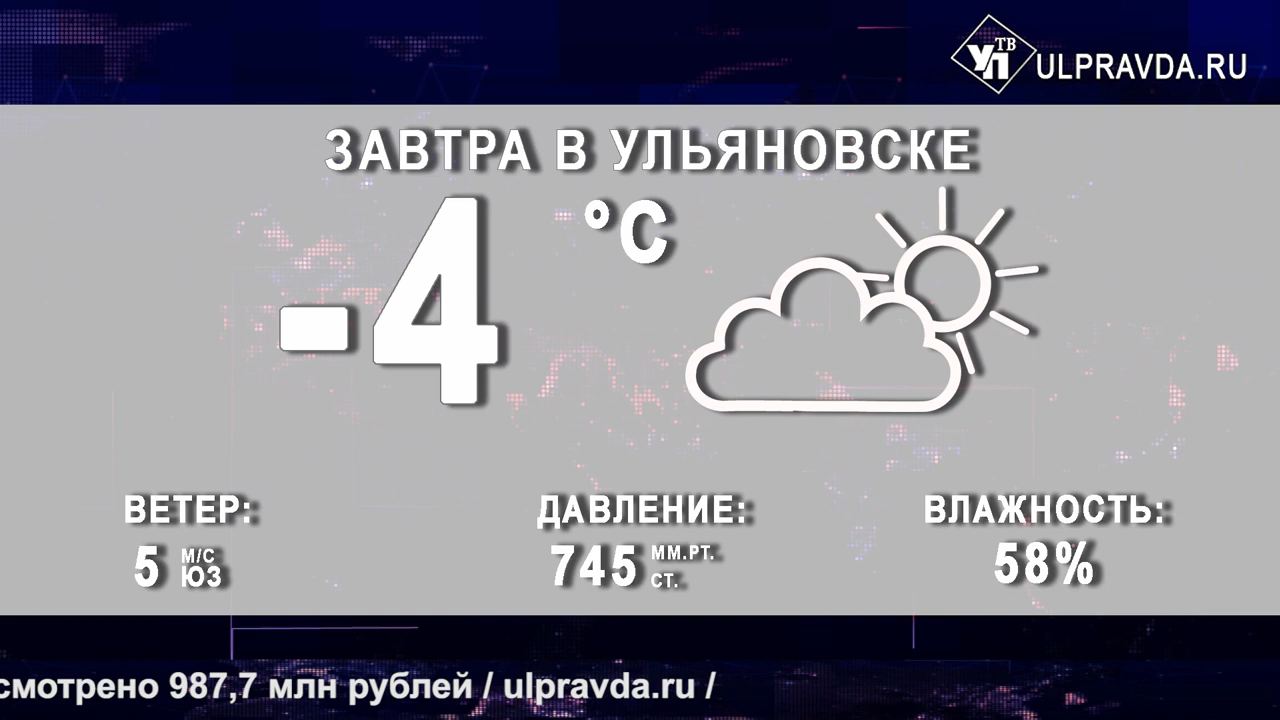 УП ТВ
ULPRAVDA.RU
ЗАВТРА В УЛЬЯНОВСКЕ
-4 °C
ВЕТЕР:
5 М/С ЮЗ
ДАВЛЕНИЕ:
745 ММ.РТ. СТ.
ВЛАЖНОСТЬ:
58%
смотрено 987,7 млн рублей / ulpravda.ru /